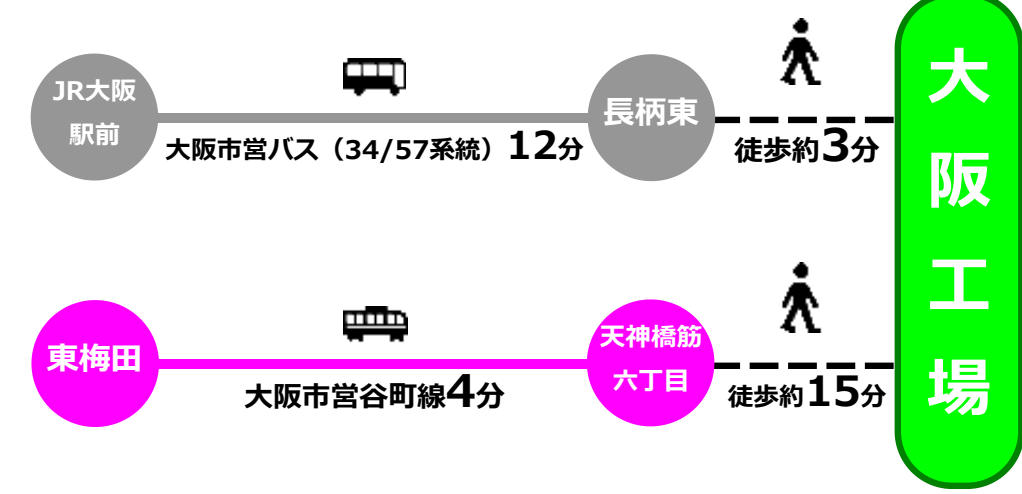 JR大阪
駅前
大阪市営バス（34/57系統）12分
長柄東
徒歩約3分
東梅田
大阪市営谷町線4分
天神橋筋
六丁目
徒歩約15分
大
阪
工
場